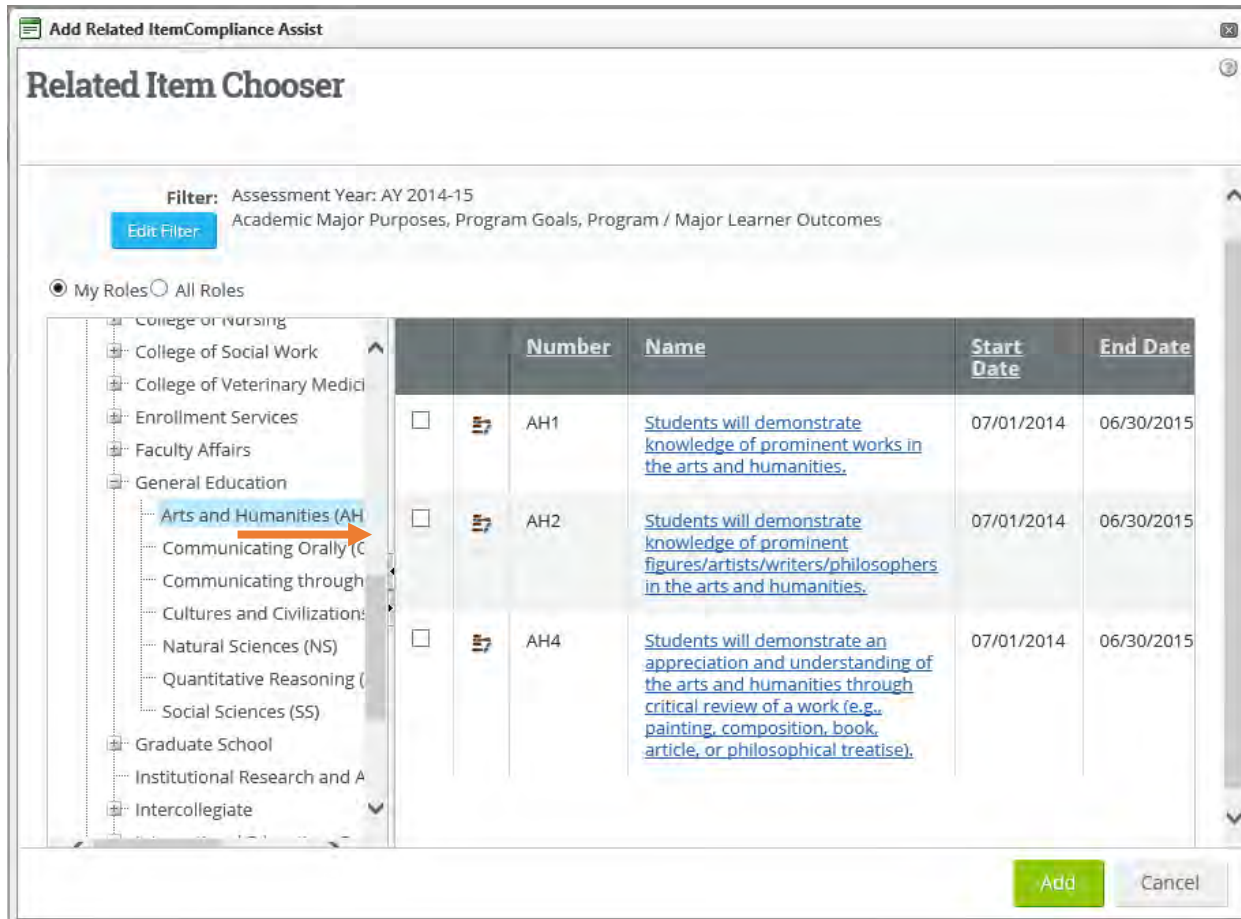 Add Related ItemCompliance Assist
Related Item Chooser
Filter: Assessment Year: AY 2014-15
Edit Filter Academic Major Purposes, Program Goals, Program / Major Learner Outcomes
My Roles All Roles
College of Nursing
College of Social Work
College of Veterinary Medici
Enrollment Services
Faculty Affairs
General Education
Arts and Humanities (AH
Communicating Orally (C
Communicating through
Cultures and Civilizations
Natural Sciences (NS)
Quantitative Reasoning (
Social Sciences (SS)
Graduate School
Institutional Research and A
Intercollegiate
Number Name Start End Date
Date
AH1 Students will demonstrate 07/01/2014 06/30/2015
knowledge of prominent works in
the arts and humanities.
AH2 Students will demonstrate 07/01/2014 06/30/2015
knowledge of prominent
figures/artists/writers/philosophers
in the arts and humanities.
AH4 Students will demonstrate an 07/01/2014 06/30/2015
appreciation and understanding of
the arts and humanities through
critical review of a work (e.g.,
painting, composition, book,
article, or philosophical treatise).
Add Cancel